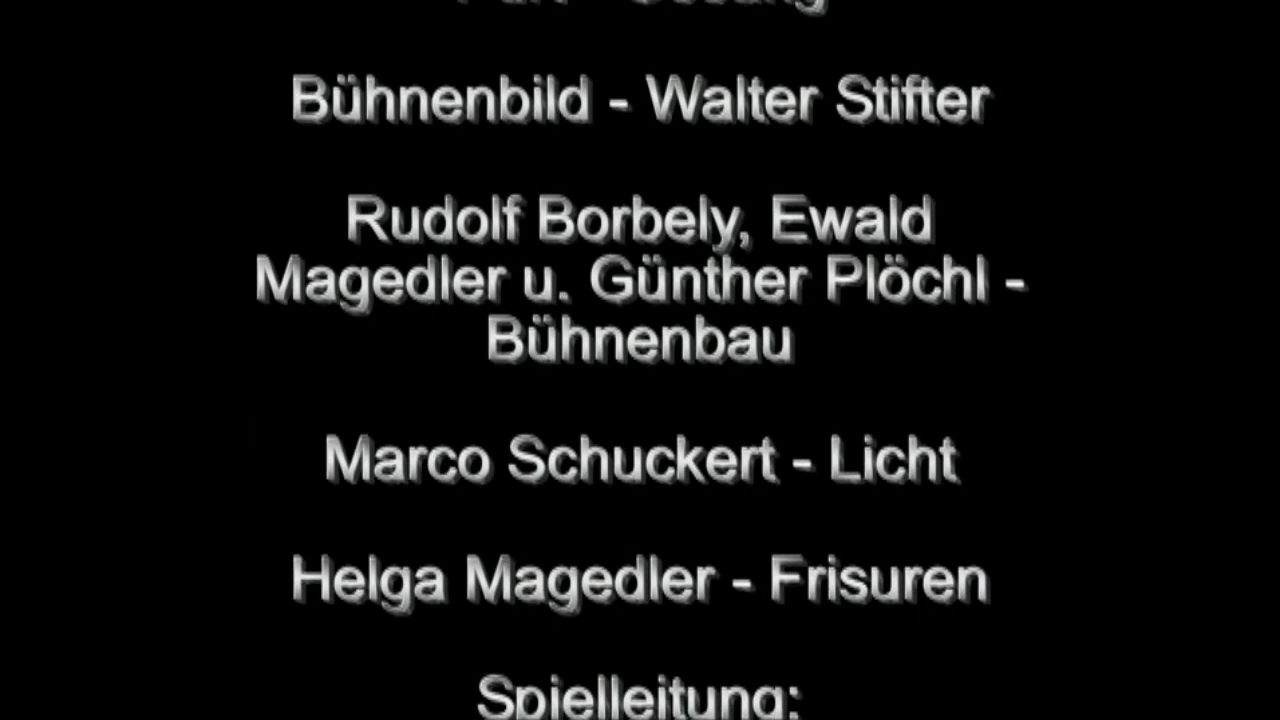 Bühnenbild - Walter Stifter
Rudolf Borbely, Ewald
Magedler u. Günther Plöchl -
Bühnenbau
Marco Schuckert - Licht
Helga Magedler - Frisuren
Spielleitung: